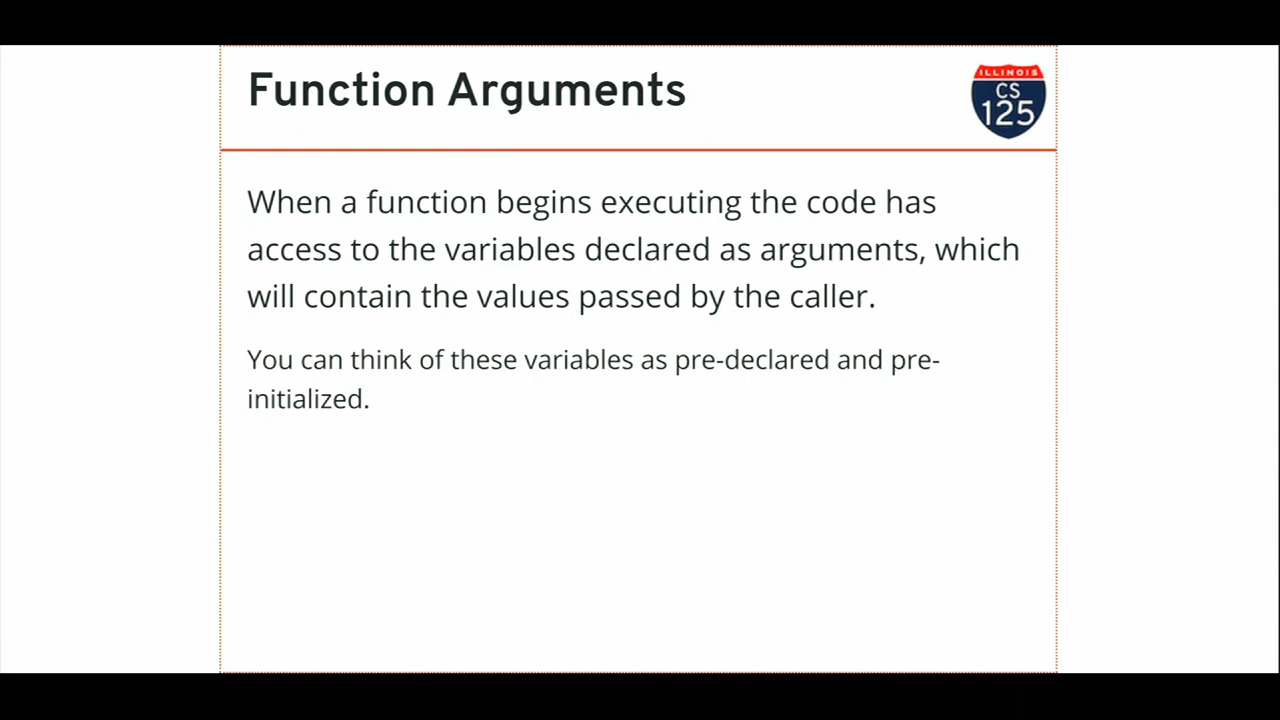 Function Arguments
ILLINOIS
CS
125
When a function begins executing the code has
access to the variables declared as arguments, which
will contain the values passed by the caller.
You can think of these variables as pre-declared and pre-
initialized.